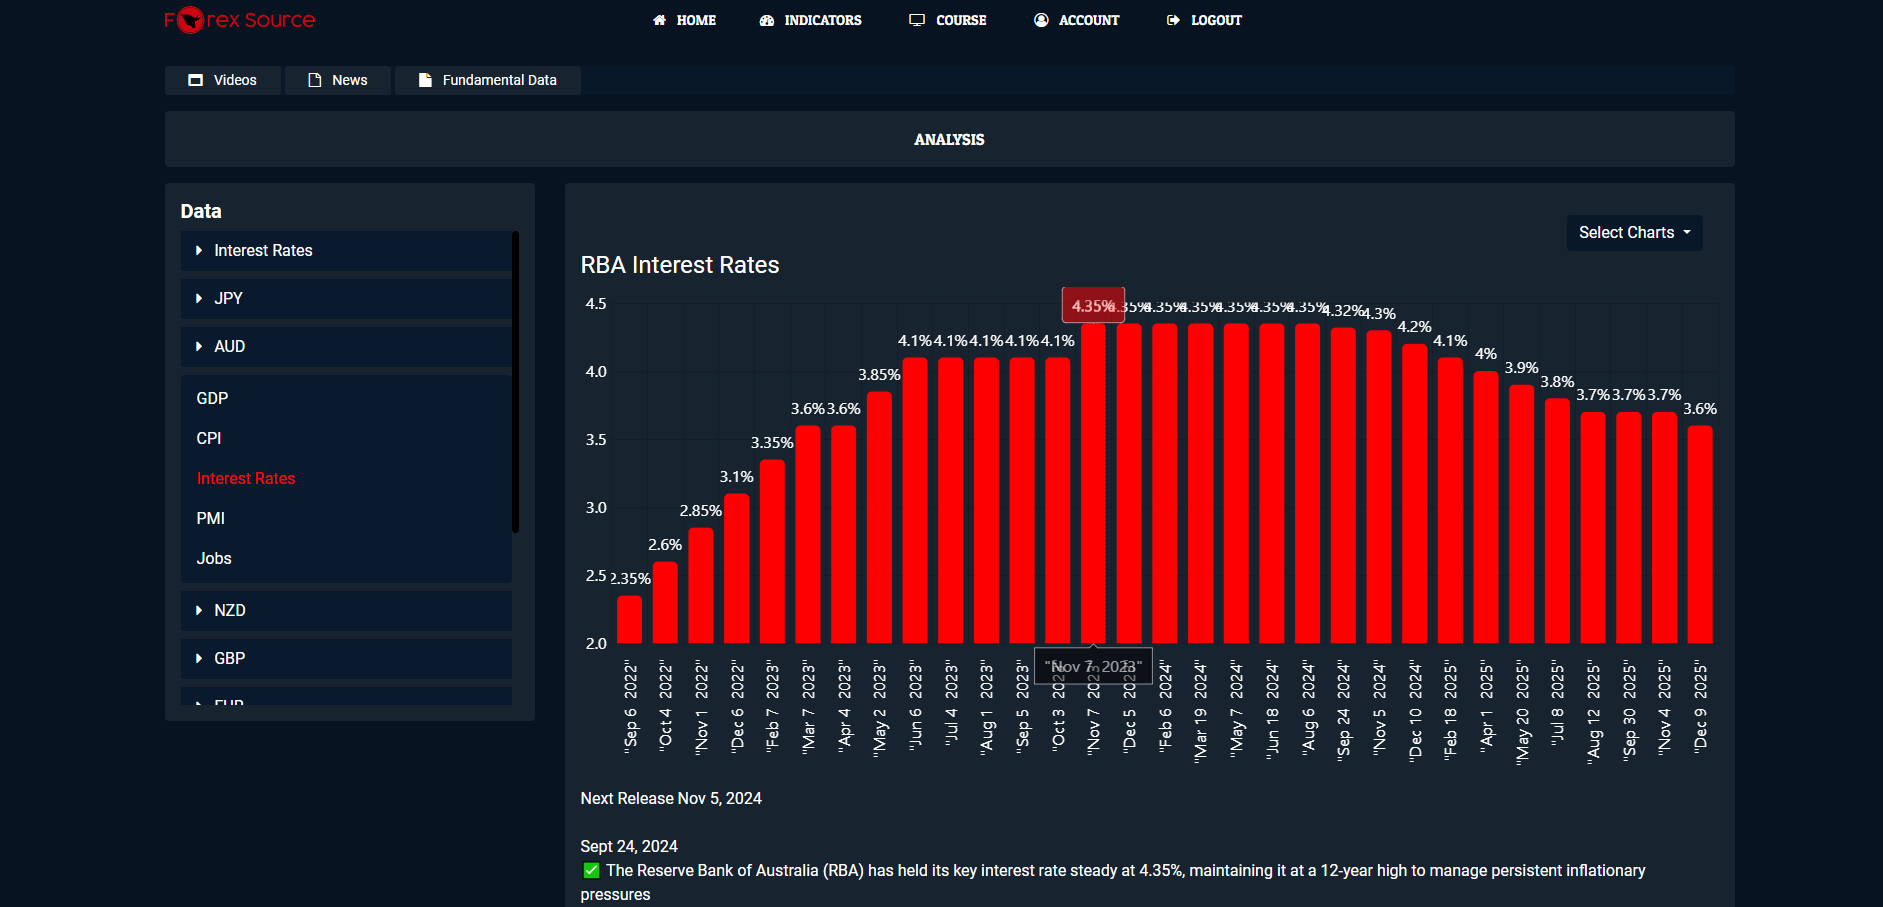 Forex Source
HOME INDICATORS COURSE ACCOUNT LOGOUT
Videos News Fundamental Data
ANALYSIS
Data
Interest Rates
JPY
AUD
GDP
CPI
Interest Rates
PMI
Jobs
NZD
GBP
EUR
Select Charts
RBA Interest Rates
4.5
4.0
3.5
3.0
2.5
2.0
2.35%
2.6%
2.85%
3.1%
3.35%
3.6%
3.6%
3.85%
4.1%
4.1%
4.1%
4.1%
4.1%
4.35%
4.35%
4.35%
4.35%
4.35%
4.35%
4.35%
4.32%
4.3%
4.2%
4.1%
4%
3.9%
3.8%
3.7%
3.7%
3.7%
3.6%
"Nov 7 2023"
"Sep 6 2022"
"Oct 4 2022"
"Nov 1 2022"
"Dec 6 2022"
"Feb 7 2023"
"Mar 7 2023"
"Apr 4 2023"
"May 2 2023"
"Jun 6 2023"
"Jul 4 2023"
"Aug 1 2023"
"Sep 5 2023"
"Oct 3 2023"
"Nov 7 2023"
"Dec 5 2023"
"Feb 6 2024"
"Mar 19 2024"
"May 7 2024"
"Jun 18 2024"
"Aug 6 2024"
"Sep 24 2024"
"Nov 5 2024"
"Dec 10 2024"
"Feb 18 2025"
"Apr 1 2025"
"May 20 2025"
"Jul 8 2025"
"Aug 12 2025"
"Sep 30 2025"
"Nov 4 2025"
"Dec 9 2025"
Next Release Nov 5, 2024
Sept 24, 2024
✅ The Reserve Bank of Australia (RBA) has held its key interest rate steady at 4.35%, maintaining it at a 12-year high to manage persistent inflationary
pressures